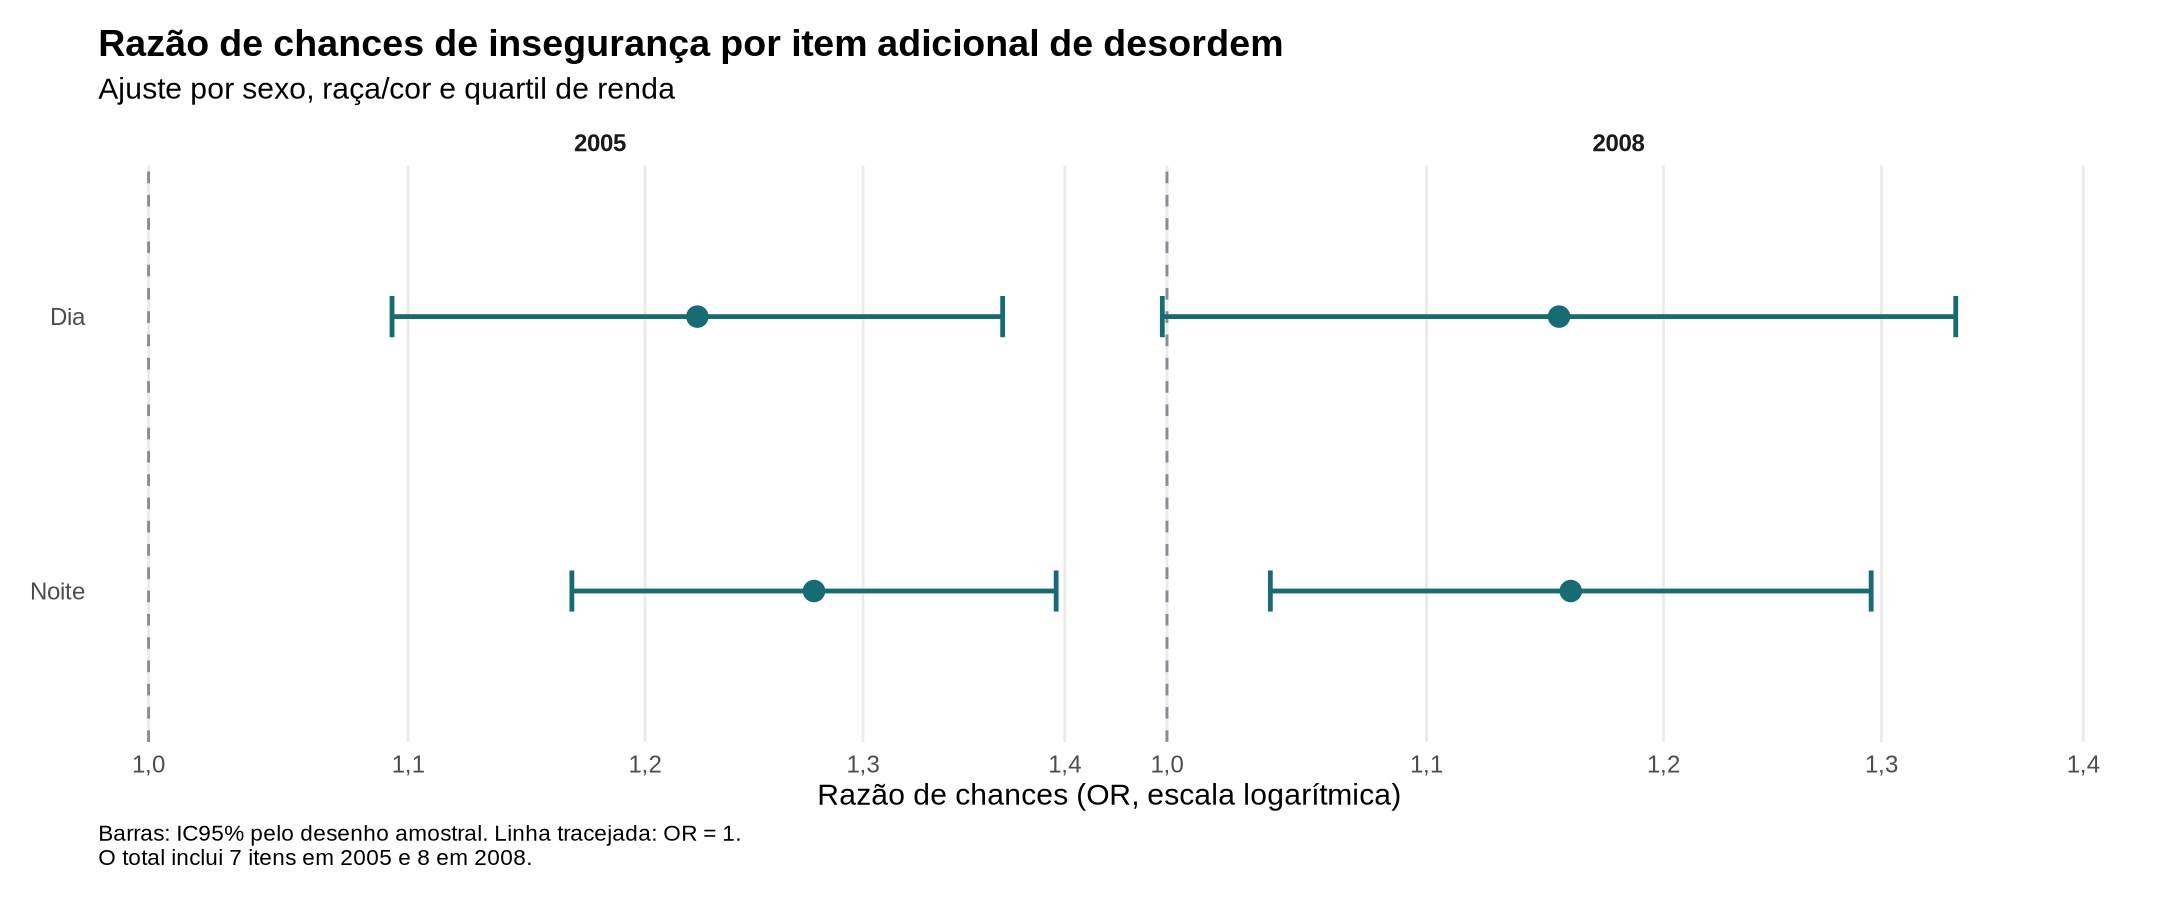 Razão de chances de insegurança por item adicional de desordem
Ajuste por sexo, raça/cor e quartil de renda
2005
2008
Dia
Noite
1,0 1,1 1,2 1,3 1,4 1,0 1,1 1,2 1,3 1,4
Razão de chances (OR, escala logarítmica)
Barras: IC95% pelo desenho amostral. Linha tracejada: OR = 1.
O total inclui 7 itens em 2005 e 8 em 2008.